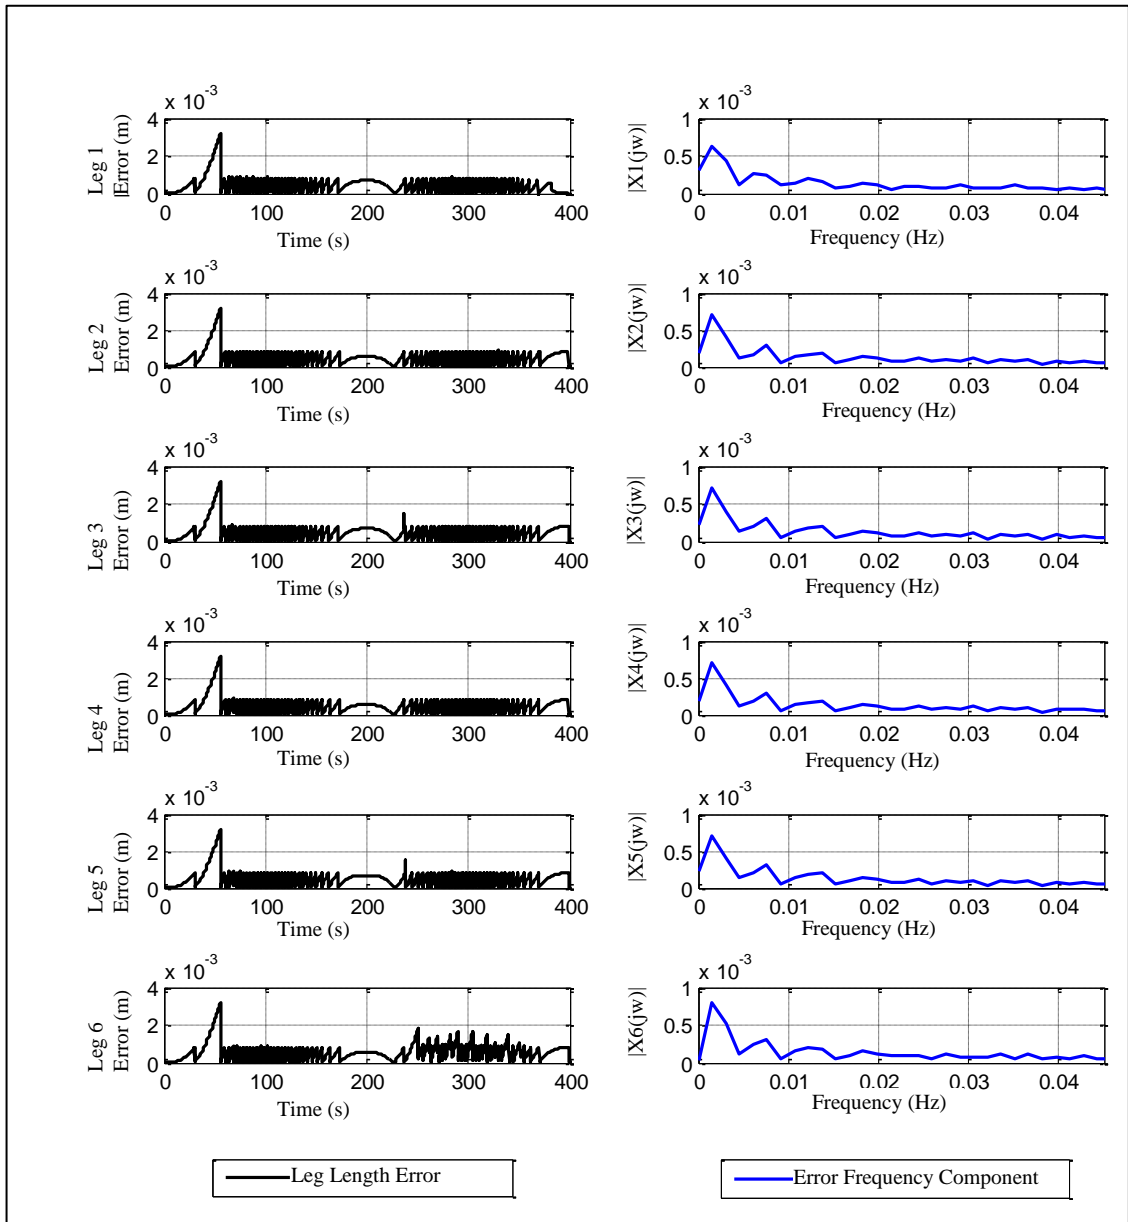 x 10-3
4
2
0
Leg 1
|Error (m)
0 100 200 300 400
Time (s)
x 10-3
1
0.5
0
|X1(jw)|
0 0.01 0.02 0.03 0.04
Frequency (Hz)
x 10-3
4
2
0
Leg 2
Error (m)
0 100 200 300 400
Time (s)
x 10-3
1
0.5
0
|X2(jw)|
0 0.01 0.02 0.03 0.04
Frequency (Hz)
x 10-3
4
2
0
Leg 3
Error (m)
0 100 200 300 400
Time (s)
x 10-3
1
0.5
0
|X3(jw)|
0 0.01 0.02 0.03 0.04
Frequency (Hz)
x 10-3
4
2
0
Leg 4
Error (m)
0 100 200 300 400
Time (s)
x 10-3
1
0.5
0
|X4(jw)|
0 0.01 0.02 0.03 0.04
Frequency (Hz)
x 10-3
4
2
0
Leg 5
Error (m)
0 100 200 300 400
Time (s)
x 10-3
1
0.5
0
|X5(jw)|
0 0.01 0.02 0.03 0.04
Frequency (Hz)
x 10-3
4
2
0
Leg 6
Error (m)
0 100 200 300 400
Time (s)
x 10-3
1
0.5
0
|X6(jw)|
0 0.01 0.02 0.03 0.04
Frequency (Hz)
Leg Length Error
Error Frequency Component